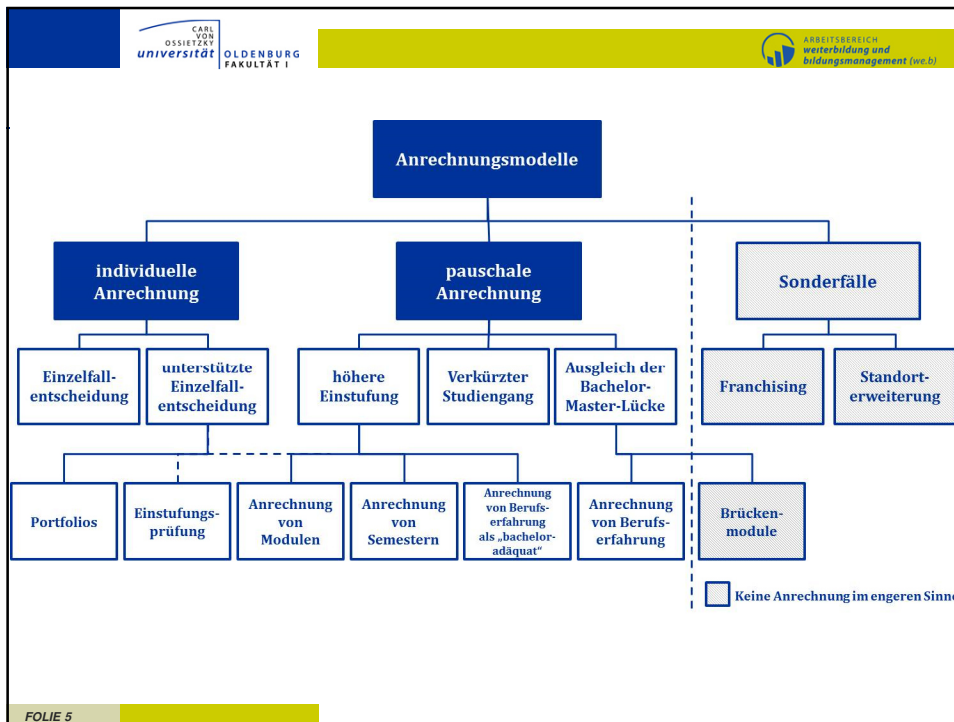 CARL
VON
OSSIETZKY
universität OLDENBURG
FAKULTÄT I
ARBEITSBEREICH
weiterbildung und
bildungsmanagement (we.b)
Anrechnungsmodelle
individuelle
Anrechnung
pauschale
Anrechnung
Sonderfälle
Einzelfall-
entscheidung
unterstützte
Einzelfall-
entscheidung
höhere
Einstufung
Verkürzter
Studiengang
Ausgleich der
Bachelor-
Master-Lücke
Franchising
Standort-
erweiterung
Portfolios
Einstufungs-
prüfung
Anrechnung
von
Modulen
Anrechnung
von
Semestern
Anrechnung
von Berufs-
erfahrung
als „bachelor-
adäquat“
Anrechnung
von Berufs-
erfahrung
Brücken-
module
Keine Anrechnung im engeren Sinne
FOLIE 5